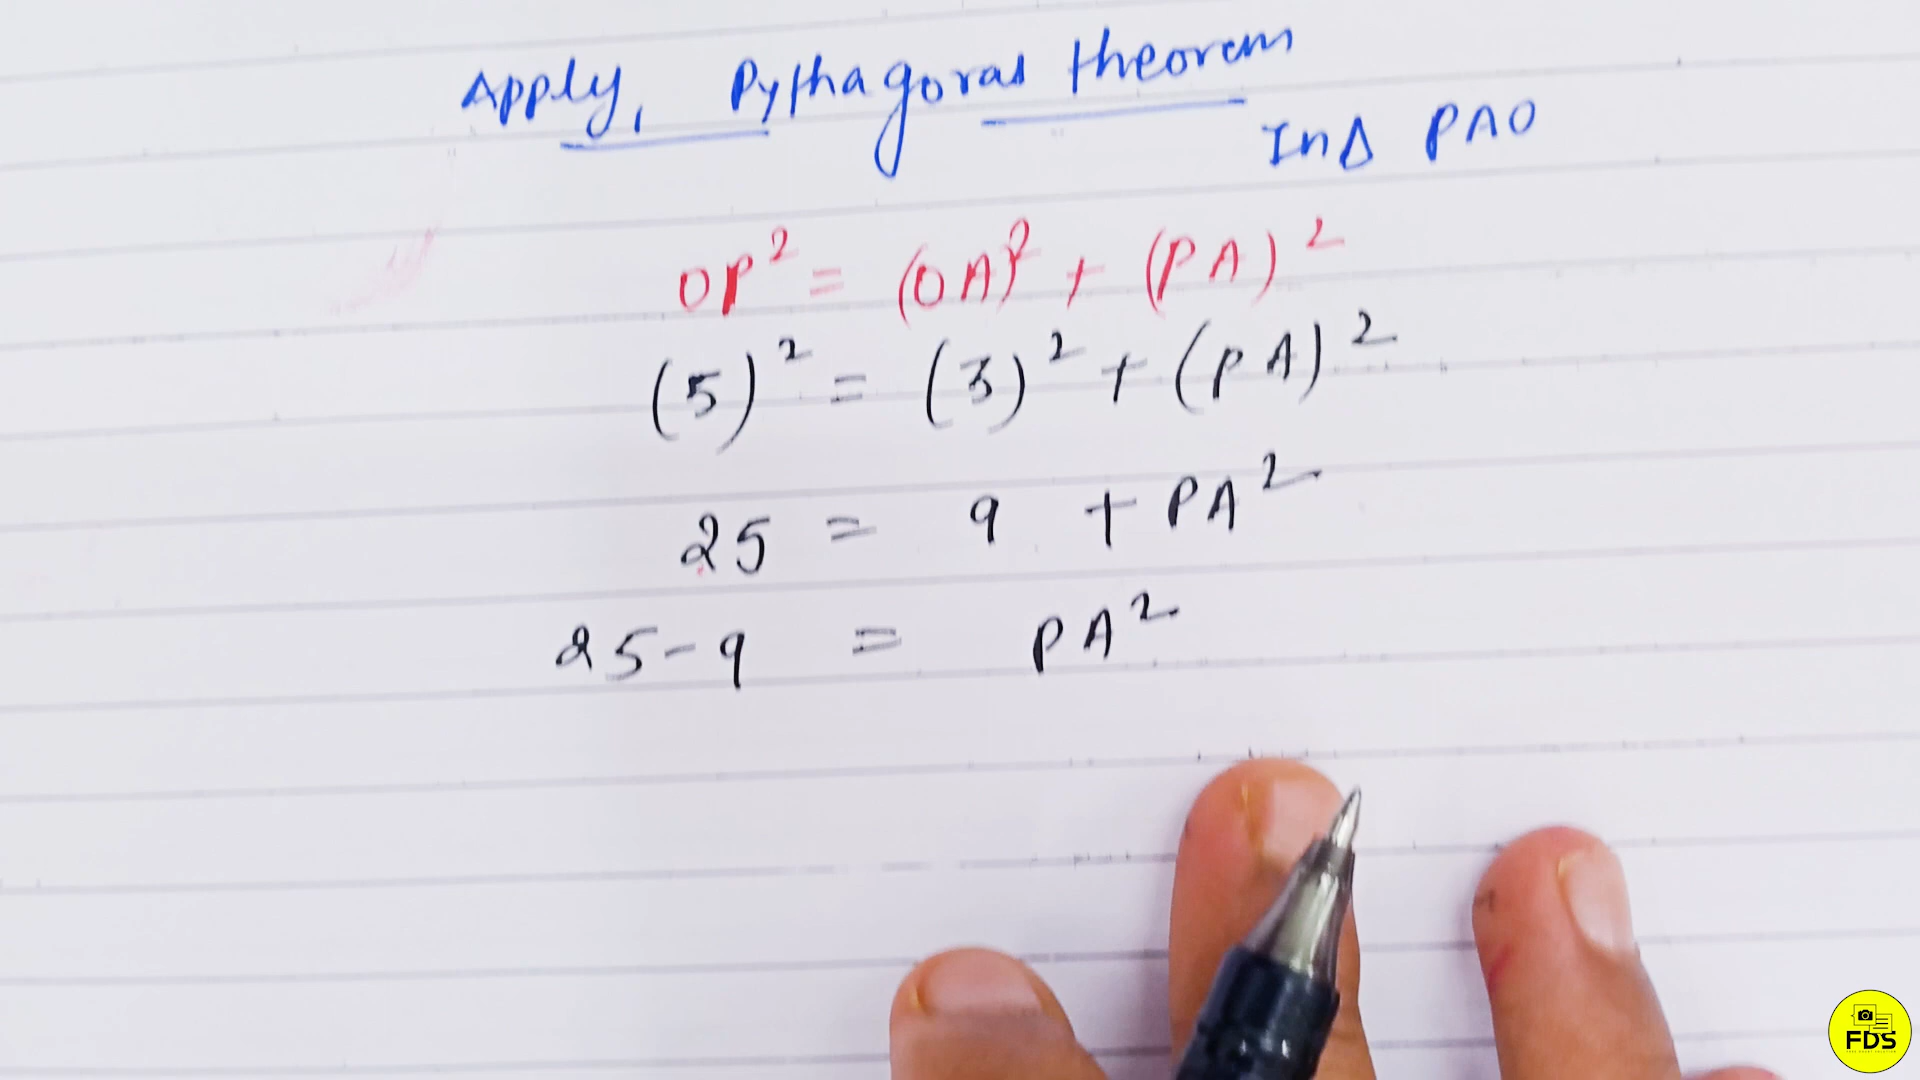 Apply, Pythagoras theorem
In Δ PAO
OP² = (OA)² + (PA)²
(5)² = (3)² + (PA)²
25 = 9 + PA²
25-9 = PA²
FDS